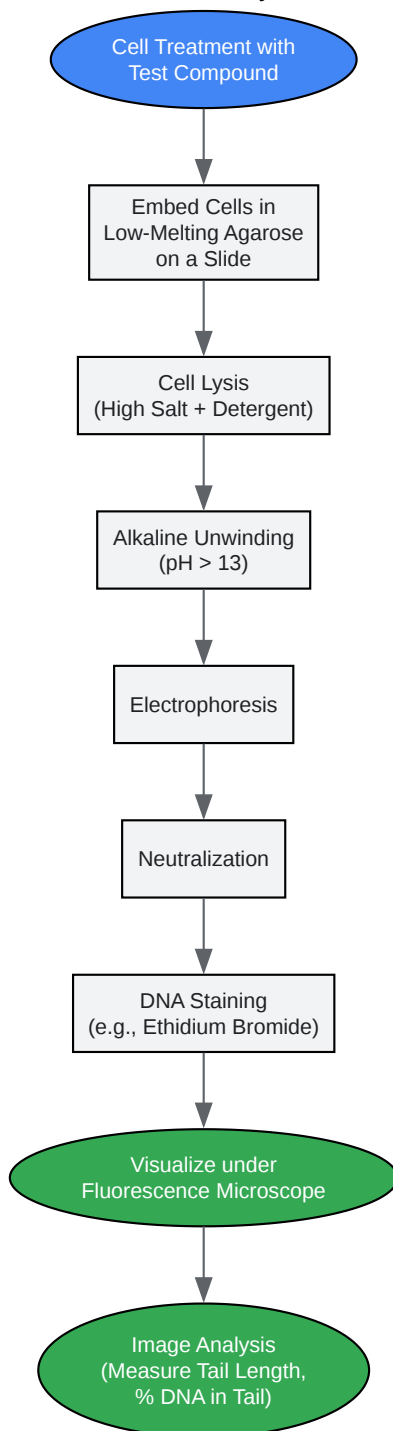 Cell Treatment with
Test Compound
Embed Cells in
Low-Melting Agarose
on a Slide
Cell Lysis
(High Salt + Detergent)
Alkaline Unwinding
(pH > 13)
Electrophoresis
Neutralization
DNA Staining
(e.g., Ethidium Bromide)
Visualize under
Fluorescence Microscope
Image Analysis
(Measure Tail Length,
% DNA in Tail)